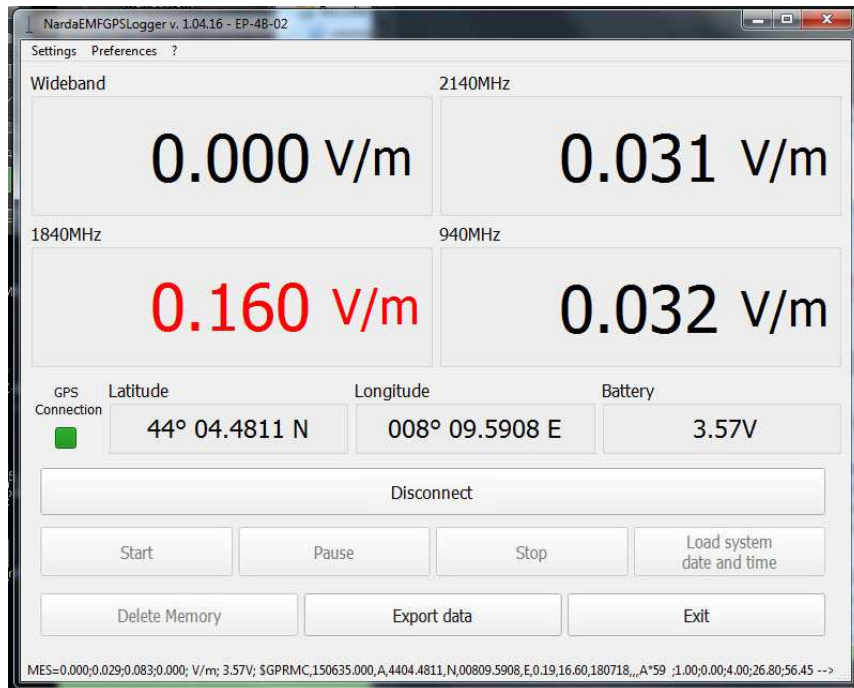 NardaEMFGPSLogger v. 1.04.16 - EP-4B-02
Settings Preferences ?
Wideband
2140MHz
0.000 V/m
0.031 V/m
1840MHz
940MHz
0.160 V/m
0.032 V/m
GPS
Connection
Latitude
Longitude
Battery
44° 04.4811 N
008° 09.5908 E
3.57V
Disconnect
Start
Pause
Stop
Load system
date and time
Delete Memory
Export data
Exit
MES=0.000;0.029;0.083;0.000; V/m; 3.57V; $GPRMC,150635.000,A,4404.4811,N,00809.5908,E,0.19,16.60,180718,,,A*59 ;1.00;0.00;4.00;26.80;56.45 -->